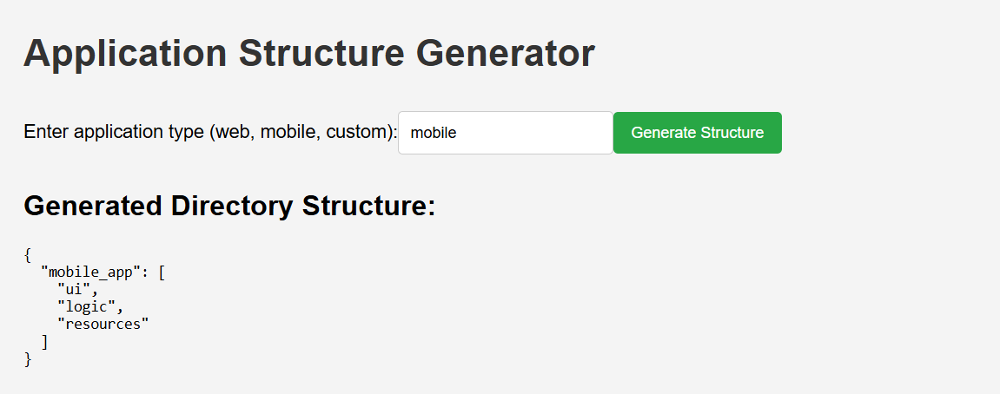 Application Structure Generator
Enter application type (web, mobile, custom): mobile Generate Structure
Generated Directory Structure:
{
  "mobile_app": [
    "ui",
    "logic",
    "resources"
  ]
}